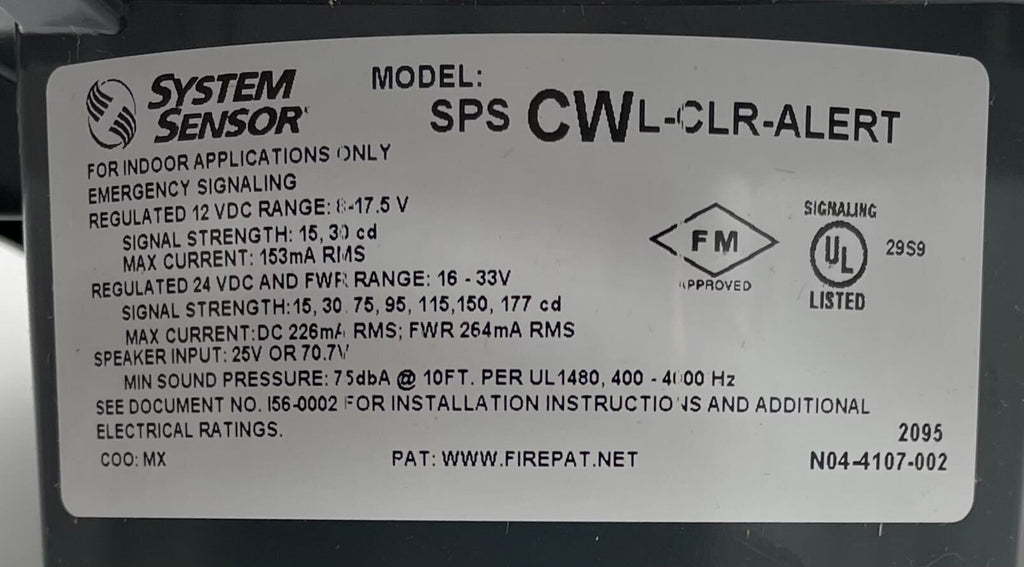 SYSTEM
SENSOR
MODEL:
SPS CWL-CLR-ALERT
FOR INDOOR APPLICATIONS ONLY
EMERGENCY SIGNALING
REGULATED 12 VDC RANGE: 8-17.5 V
SIGNAL STRENGTH: 15, 30 cd
MAX CURRENT: 153mA RMS
REGULATED 24 VDC AND FWR RANGE: 16 - 33V
SIGNAL STRENGTH:15, 30, 75, 95, 115,150, 177 cd
MAX CURRENT:DC 226mA RMS; FWR 264mA RMS
SPEAKER INPUT: 25V OR 70.7V
MIN SOUND PRESSURE: 75dbA @ 10FT. PER UL1480, 400 - 4000 Hz
SEE DOCUMENT NO. I56-0002 FOR INSTALLATION INSTRUCTIONS AND ADDITIONAL
ELECTRICAL RATINGS.
COO: MX
PAT: WWW.FIREPAT.NET
FM
APPROVED
SIGNALING
UL
LISTED
29S9
2095
N04-4107-002